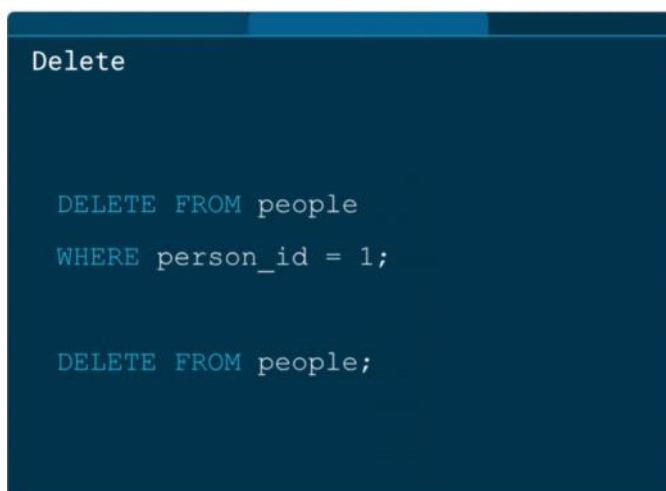 Delete
DELETE FROM people
WHERE person_id = 1;
DELETE FROM people;